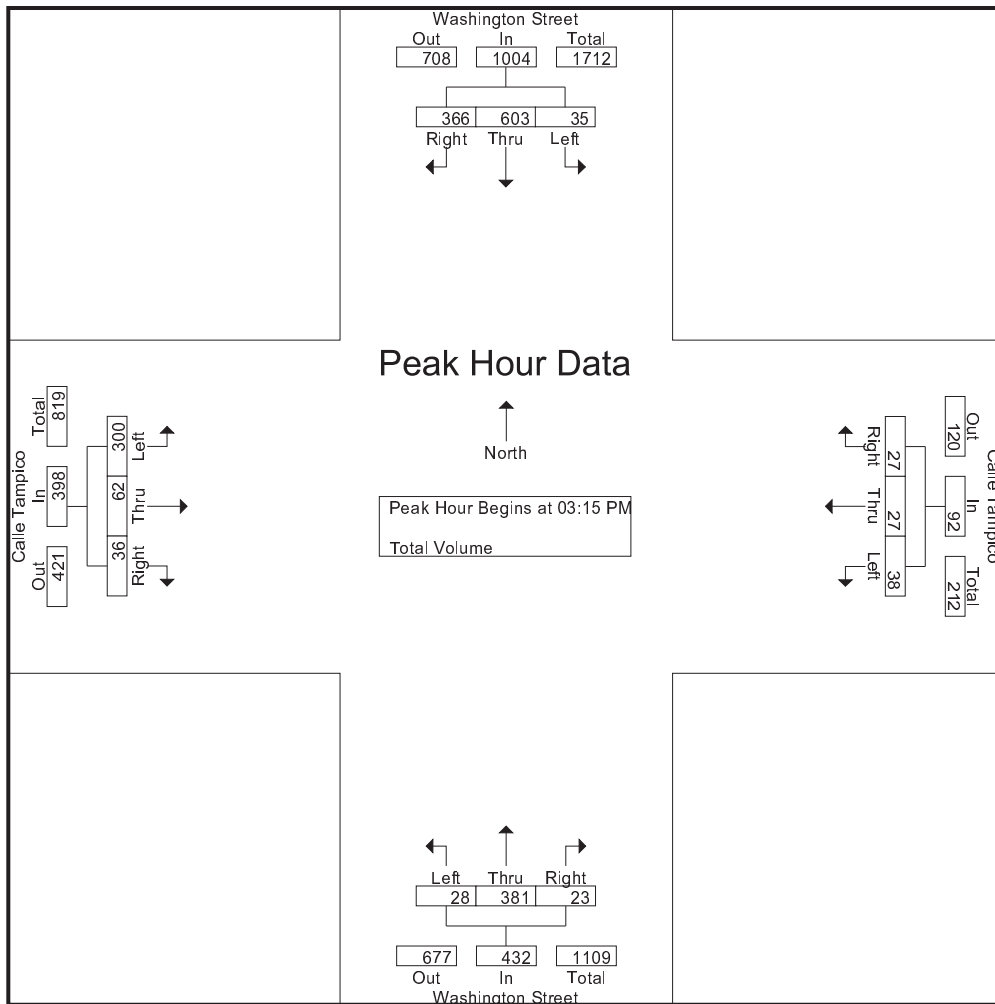 Washington Street
Out In Total
708 1004 1712
366 603 35
Right Thru Left
Peak Hour Data
North
Peak Hour Begins at 03:15 PM
Total Volume
Calle Tampico
Total In Out
819 398 421
300 62 36
Left Thru Right
Calle Tampico
Out In Total
120 92 212
27 27 38
Right Thru Left
Left Thru Right
28 381 23
677 432 1109
Out In Total
Washington Street